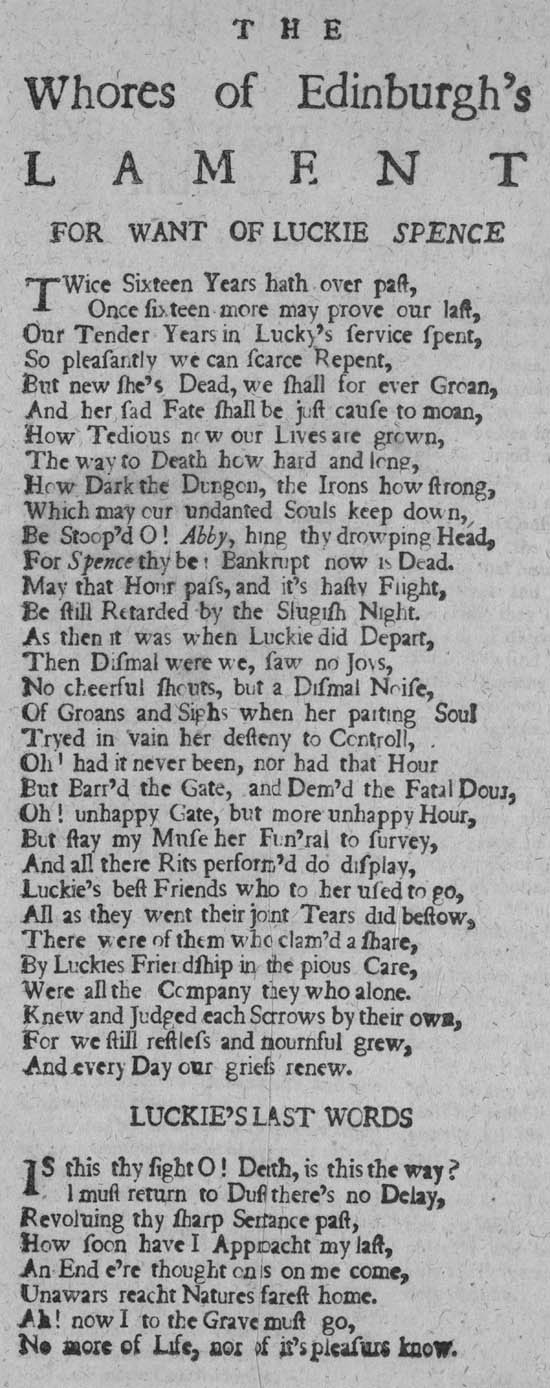 THE
Whores of Edinburgh's
LAMENT
FOR WANT OF LUCKIE SPENCE
TWice Sixteen Years hath over paſt,
Once ſixteen more may prove our laſt,
Our Tender Years in Lucky's ſervice ſpent,
So pleaſantly we can ſcarce Repent,
But new ſhe's Dead, we ſhall for ever Groan,
And her ſad Fate ſhall be juſt cauſe to moan,
How Tedious now our Lives are grown,
The way to Death how hard and long,
How Dark the Dungon, the Irons how ſtrong,
Which may our undanted Souls keep down,
Be Stoop'd O! Abby, hing thy drowping Head,
For Spence thy beſt Bankrupt now is Dead.
May that Hour paſs, and it's haſty Flight,
Be ſtill Retarded by the Slugiſh Night.
As then it was when Luckie did Depart,
Then Diſmal were we, ſaw no Joys,
No cheerful ſhouts, but a Diſmal Noiſe,
Of Groans and Sighs when her parting Soul
Tryed in vain her deſteny to Controll,
Oh! had it never been, nor had that Hour
But Barr'd the Gate, and Dem'd the Fatal Dour,
Oh! unhappy Gate, but more unhappy Hour,
But ſtay my Muſe her Fun'ral to ſurvey,
And all there Rits perform'd do diſplay,
Luckie's beſt Friends who to her uſed to go,
All as they went their joint Tears did beſtow,
There were of them who clam'd a ſhare,
By Luckies Friendſhip in the pious Care,
Were all the Company they who alone.
Knew and Judged each Sorrows by their own,
For we ſtill reſtleſs and mournful grew,
And every Day our grieſs renew.
LUCKIE'S LAST WORDS
IS this thy ſight O! Death, is this the way?
I muſt return to Duſt there's no Delay,
Revoluing thy ſharp Sentance paſt,
How ſoon have I Approacht my laſt,
An End e're thought on is on me come,
Unawars reacht Natures fareſt home.
Ah! now I to the Grave muſt go,
No more of Life, nor of it's pleaſurs know.